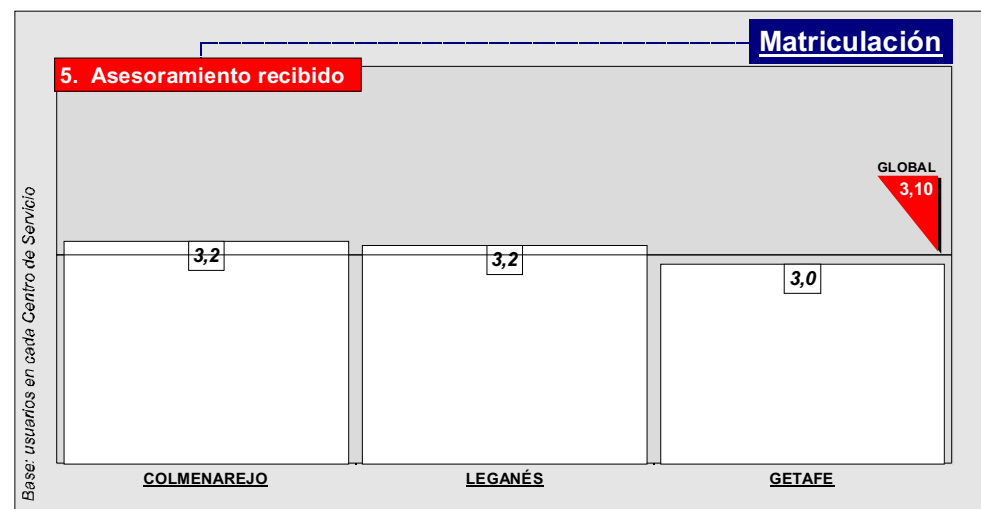 Matriculación
5. Asesoramiento recibido
GLOBAL
3,10
3,2
3,2
3,0
COLMENAREJO
LEGANÉS
GETAFE
Base: usuarios en cada Centro de Servicio